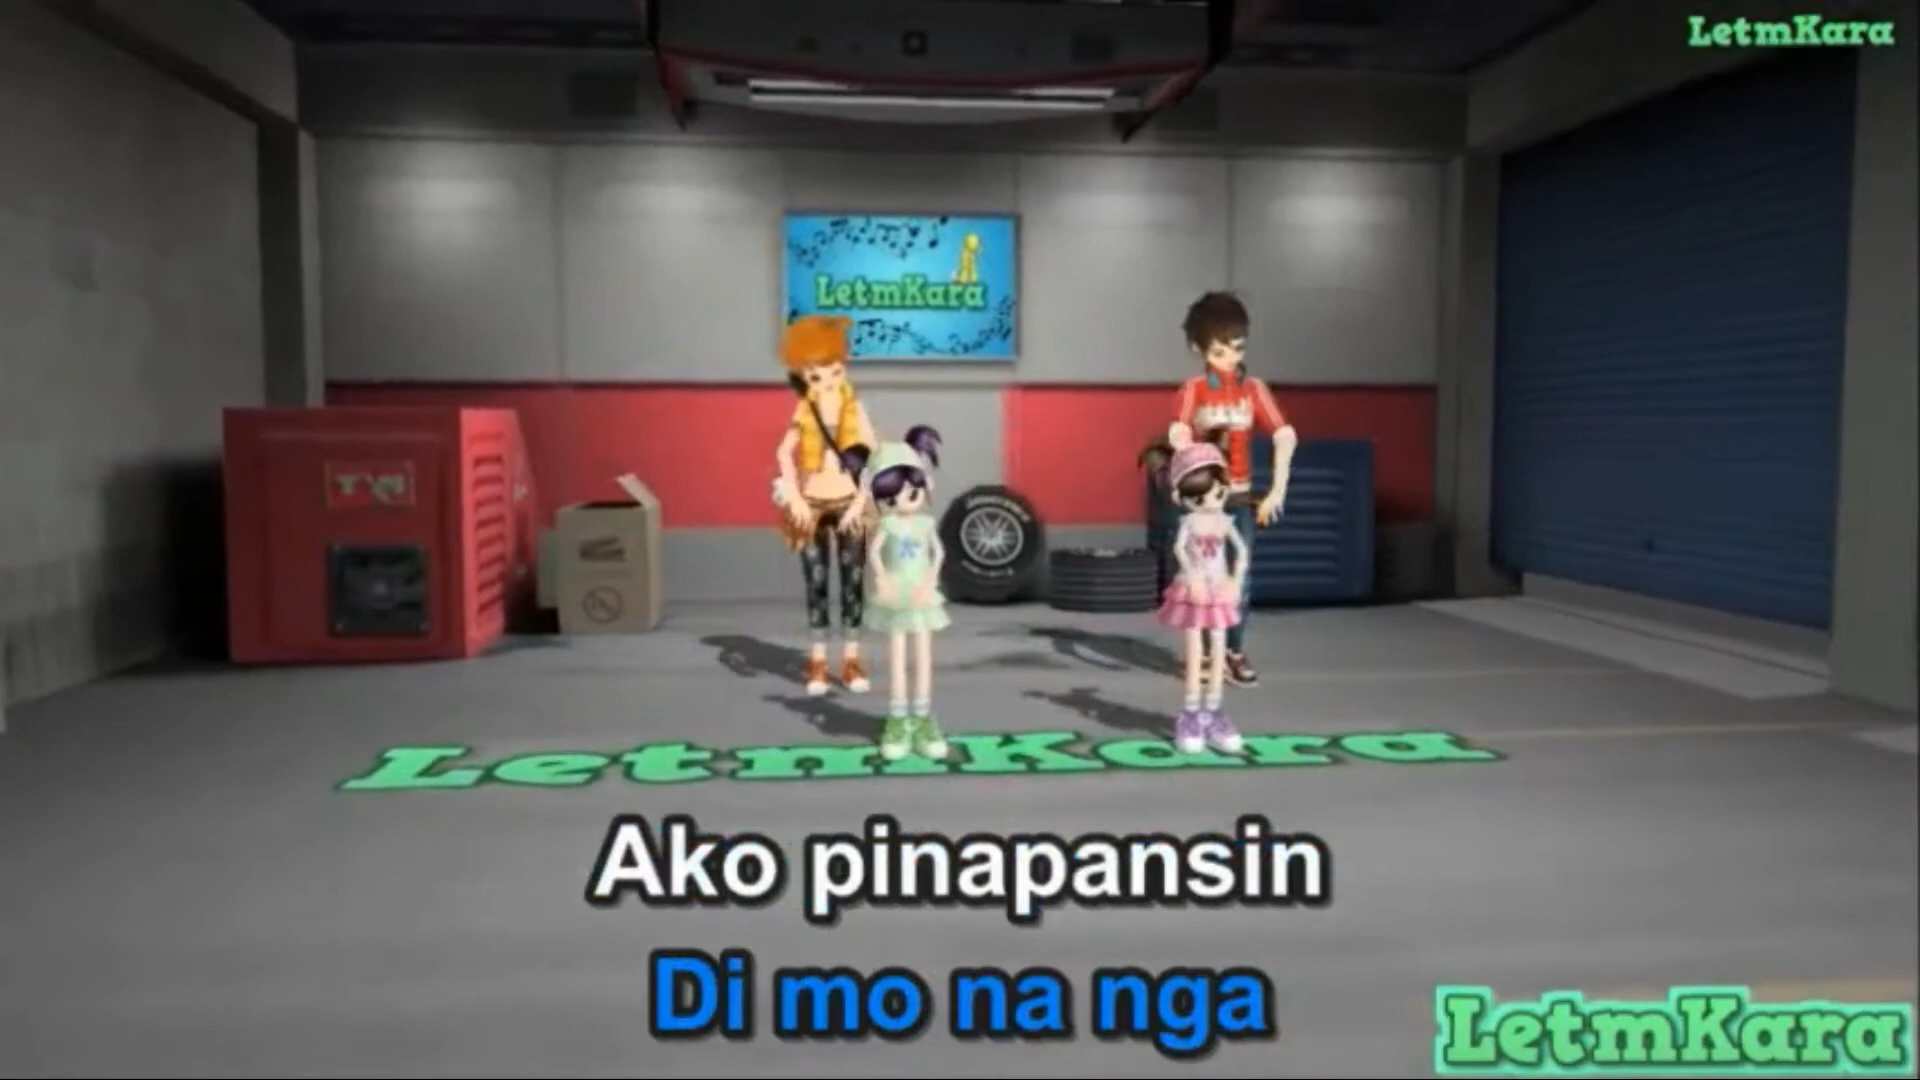 LetmKara
LetmKara
LetmKara
Ako pinapansin
Di mo na nga
LetmKara